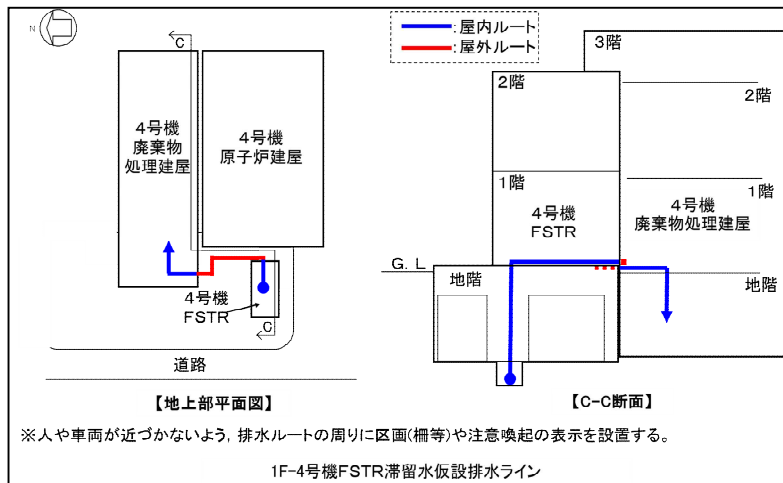 N
C
4号機
廃棄物
処理建屋
4号機
原子炉建屋
4号機
FSTR
C
道路
【地上部平面図】
:屋内ルート
:屋外ルート
3階
2階
2階
1階
1階
4号機
FSTR
4号機
廃棄物処理建屋
G.L
地階
地階
【C-C断面】
※人や車両が近づかないよう, 排水ルートの周りに区画(柵等)や注意喚起の表示を設置する。
1F-4号機FSTR滞留水仮設排水ライン